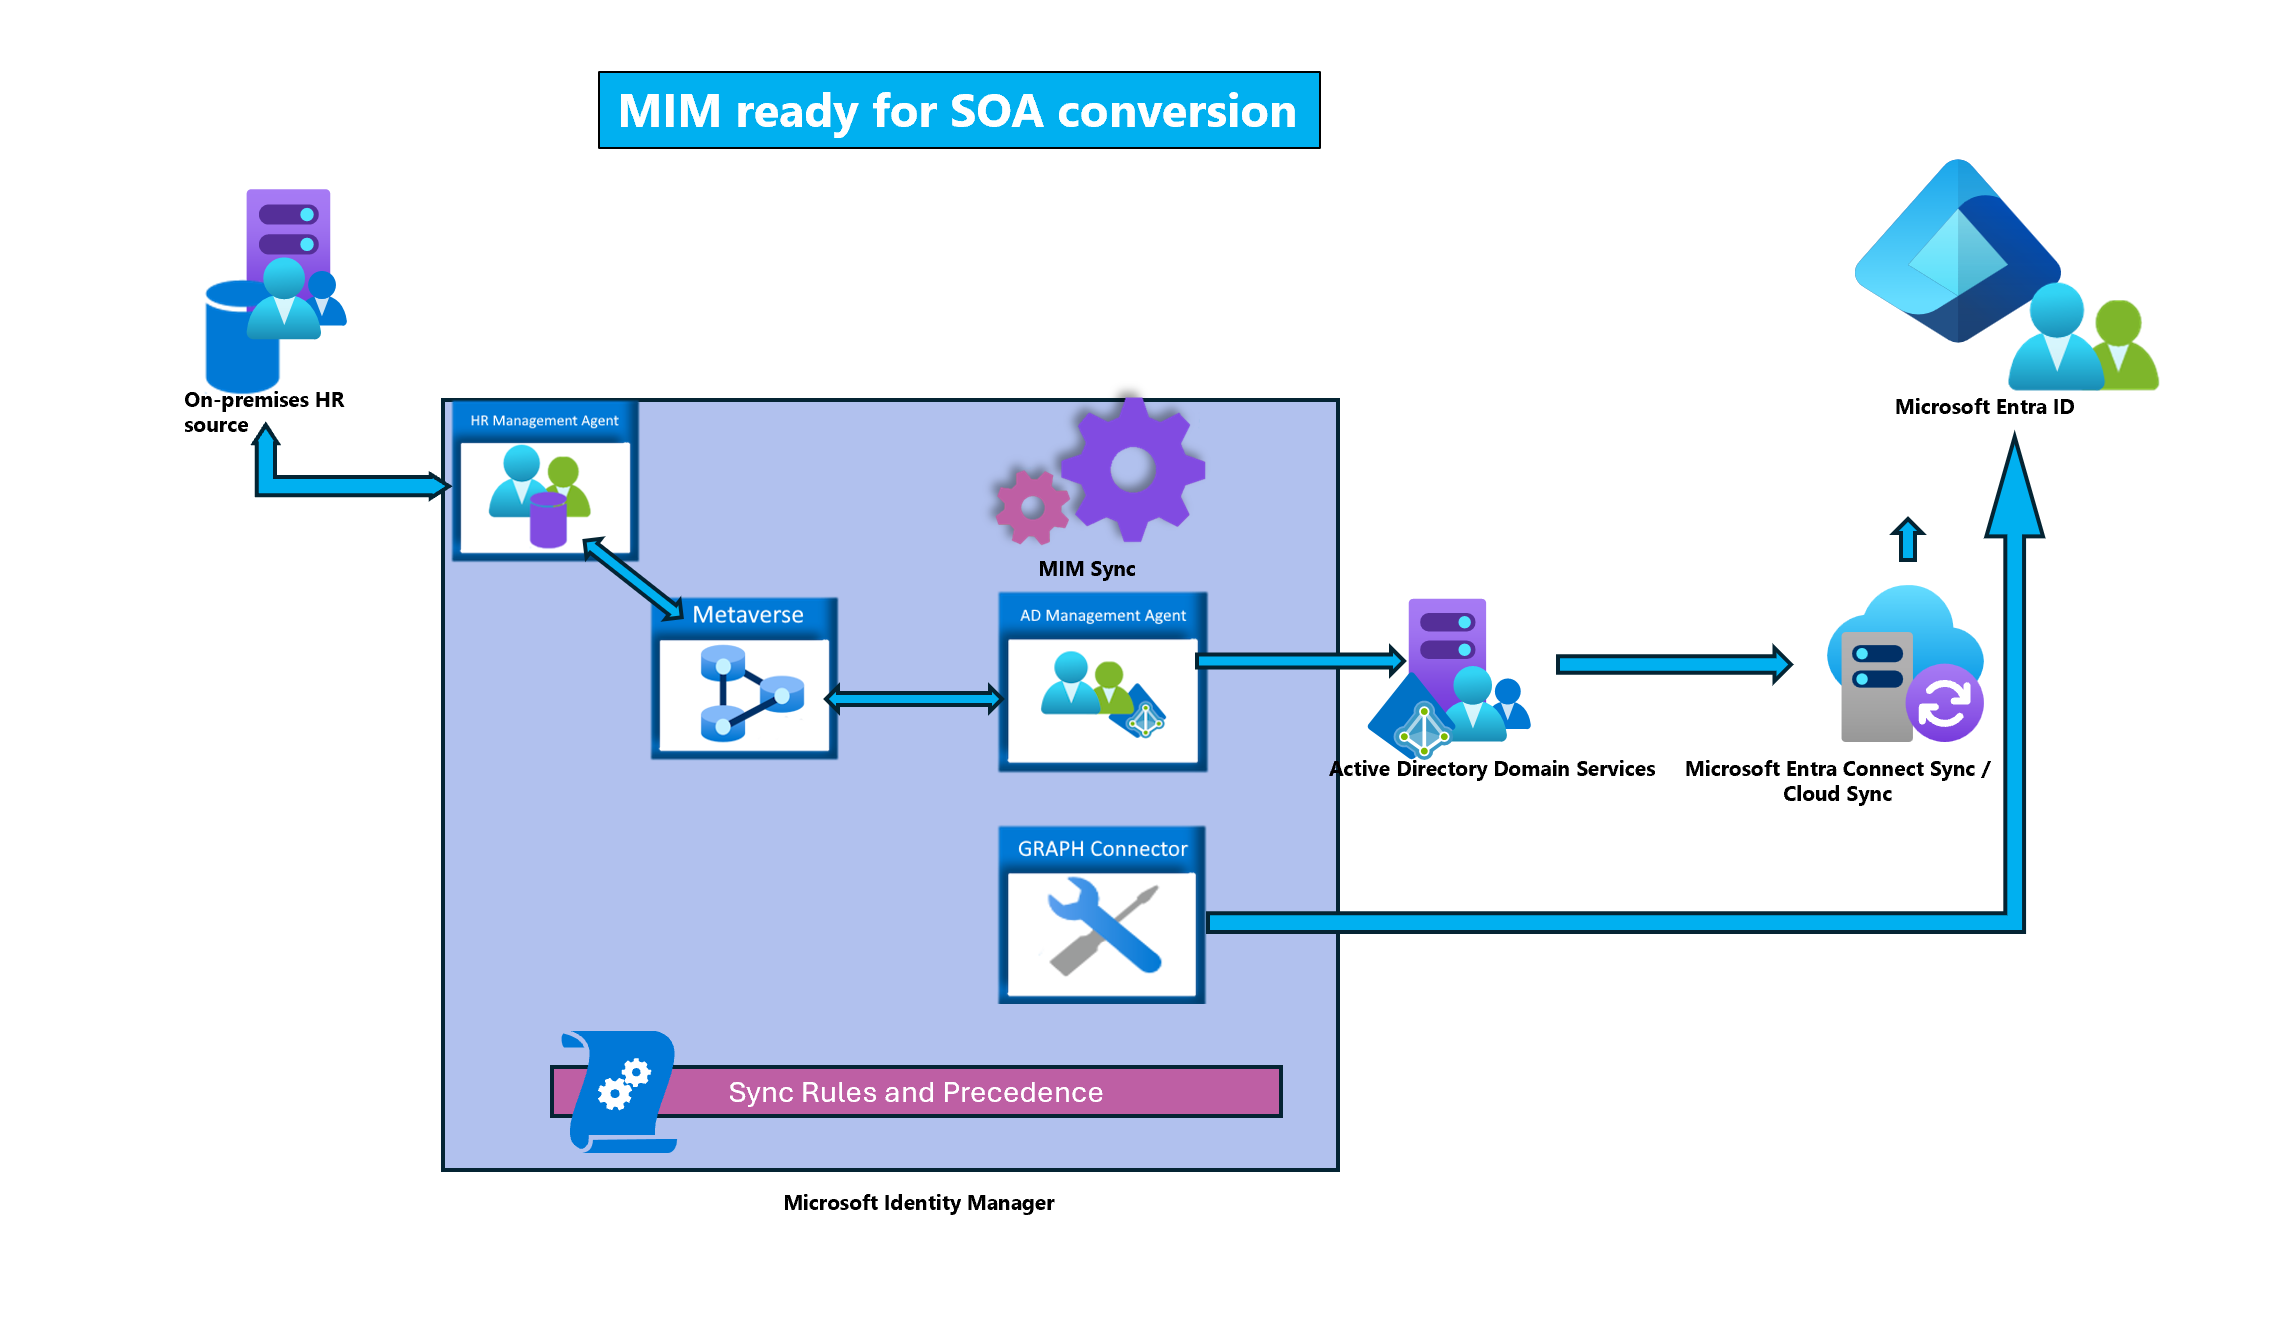 MIM ready for SOA conversion
On-premises HR
source
Microsoft Entra ID
HR Management Agent
MIM Sync
Metaverse
AD Management Agent
Active Directory Domain Services
Microsoft Entra Connect Sync /
Cloud Sync
GRAPH Connector
Sync Rules and Precedence
Microsoft Identity Manager